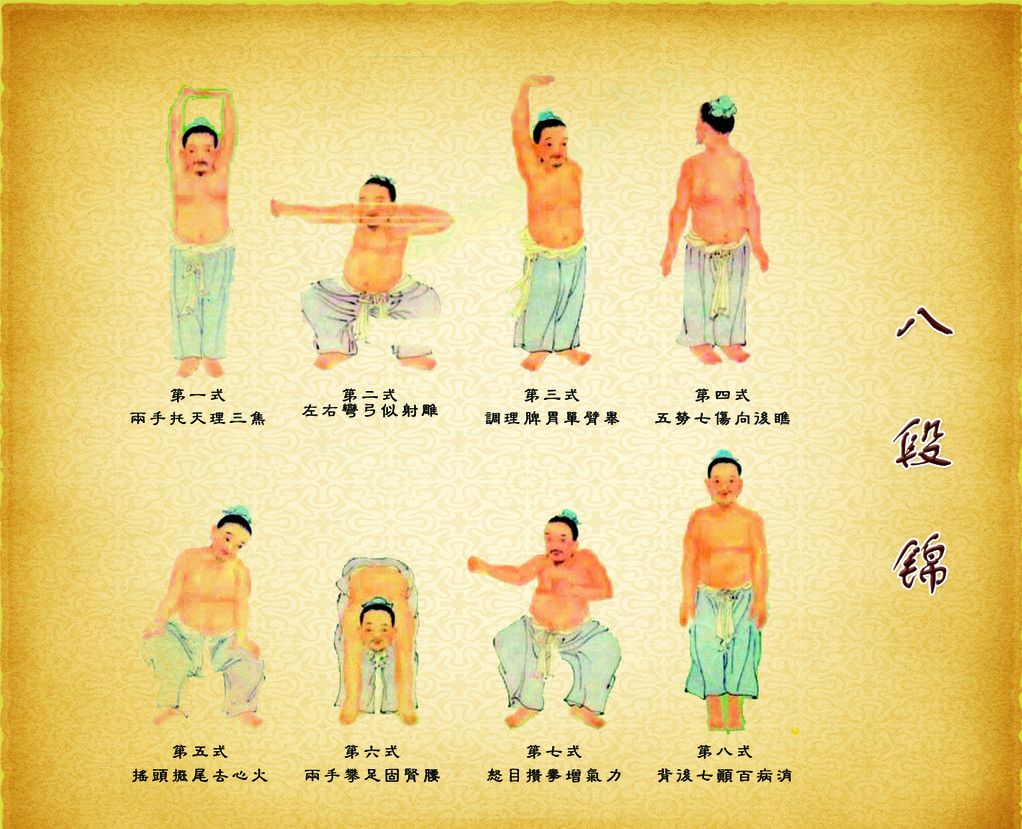 八段锦
第一式
兩手托天理三焦
第二式
左右彎弓似射雕
第三式
調理脾胃單臂舉
第四式
五勞七傷向後瞧
第五式
搖頭擺尾去心火
第六式
兩手攀足固腎腰
第七式
怒目攢拳增氣力
第八式
背後七顛百病消